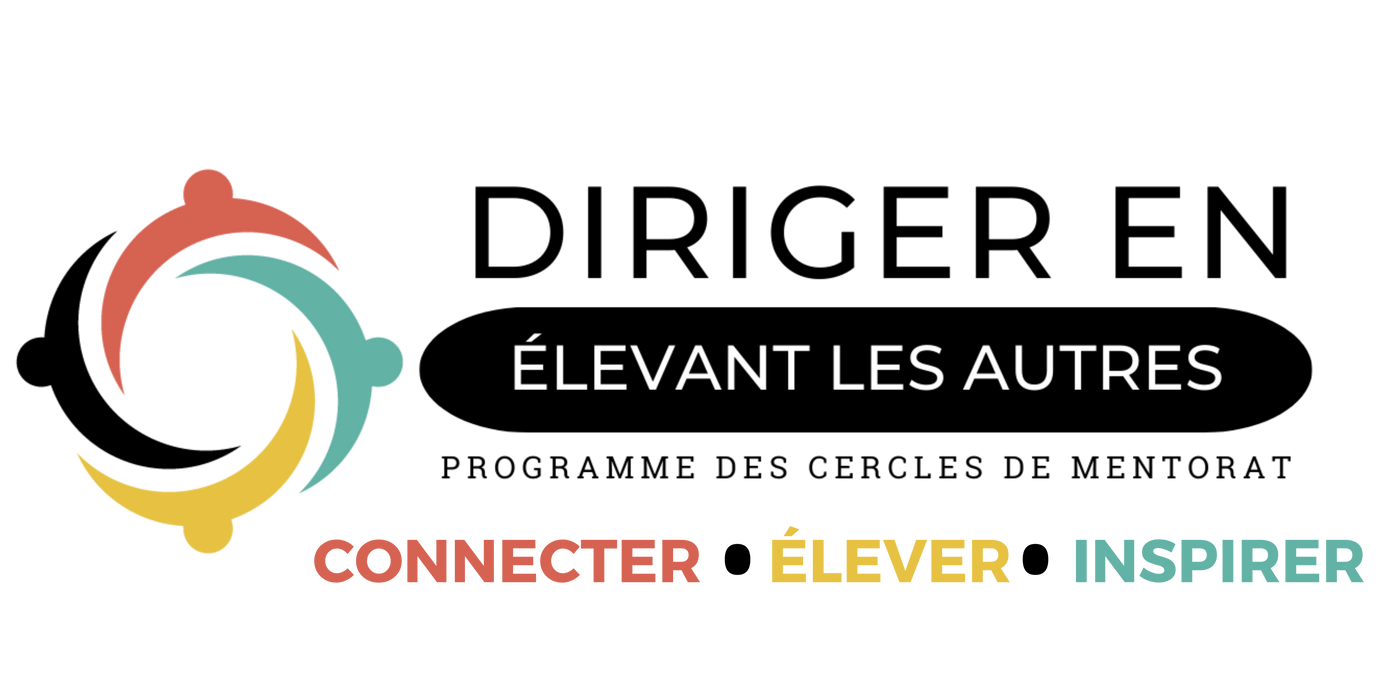 DIRIGER EN
ÉLEVANT LES AUTRES
PROGRAMME DES CERCLES DE MENTORAT
CONNECTER • ÉLEVER • INSPIRER